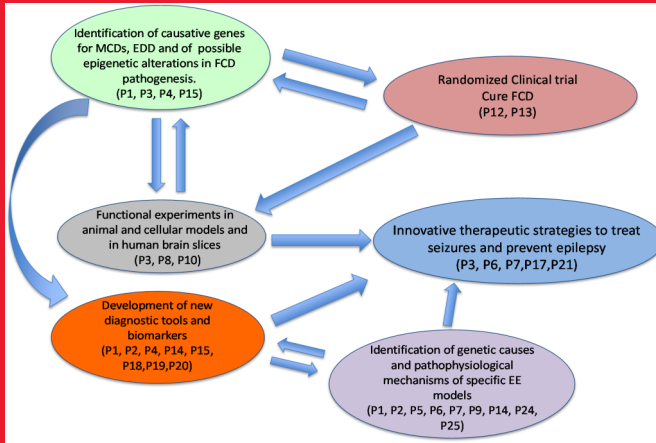 Identification of causative genes
for MCDs, EDD and of possible
epigenetic alterations in FCD
pathogenesis.
(P1, P3, P4, P15)
Randomized Clinical trial
Cure FCD
(P12, P13)
Functional experiments in
animal and cellular models and
in human brain slices
(P3, P8, P10)
Innovative therapeutic strategies to treat
seizures and prevent epilepsy
(P3, P6, P7,P17,P21)
Development of new
diagnostic tools and
biomarkers
(P1, P2, P4, P14, P15,
P18,P19,P20)
Identification of genetic causes
and pathophysiological
mechanisms of specific EE
models
(P1, P2, P5, P6, P7, P9, P14, P24,
P25)